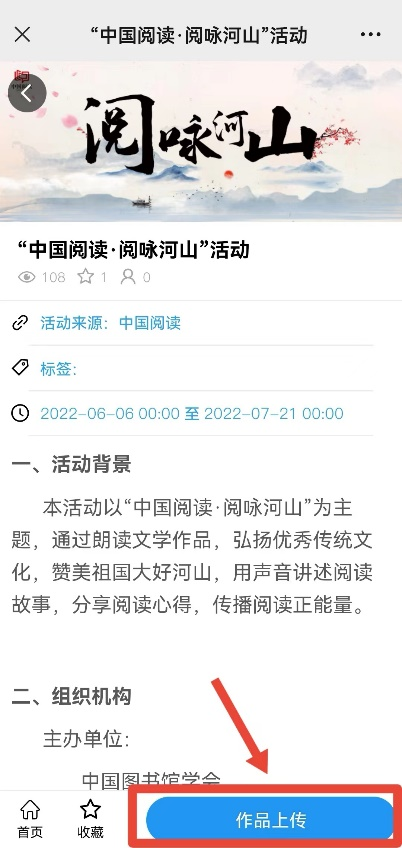 “中国阅读·阅咏河山”活动
阅咏河山
“中国阅读·阅咏河山”活动
108 1 0
活动来源：中国阅读
标签：
2022-06-06 00:00 至 2022-07-21 00:00
一、活动背景
本活动以“中国阅读·阅咏河山”为主
题，通过朗读文学作品，弘扬优秀传统文
化，赞美祖国大好河山，用声音讲述阅读
故事，分享阅读心得，传播阅读正能量。
二、组织机构
主办单位：
中国图书馆学会
首页 收藏 作品上传